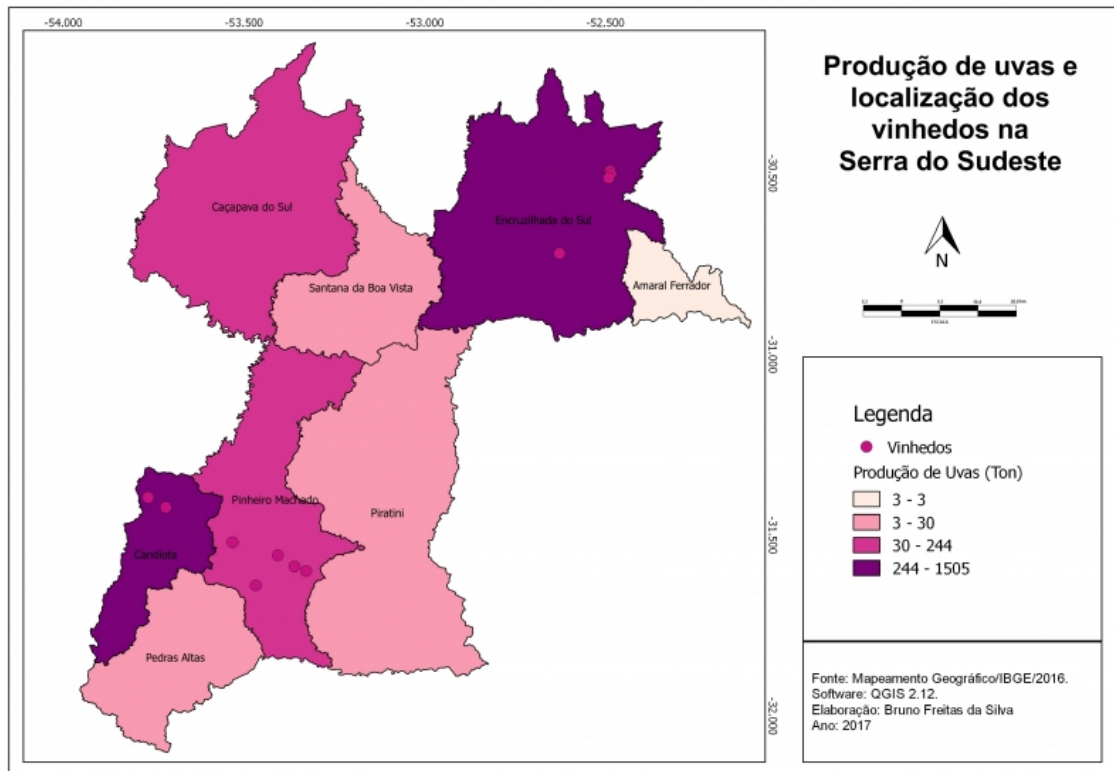 -54.000
-53.500
-53.000
-52.500
Produção de uvas e
localização dos
vinhedos na
Serra do Sudeste
-30.500
Caçapava do Sul
Encruzilhada do Sul
N
Santana da Boa Vista
Amaral Ferrador
ESCALA
-31.000
Legenda
Vinhedos
Produção de Uvas (Ton)
3 - 3
3 - 30
30 - 244
244 - 1505
Pinheiro Machado
Piratini
-31.500
Candiota
Pedras Altas
-32.000
Fonte: Mapeamento Geográfico/IBGE/2016.
Software: QGIS 2.12.
Elaboração: Bruno Freitas da Silva
Ano: 2017